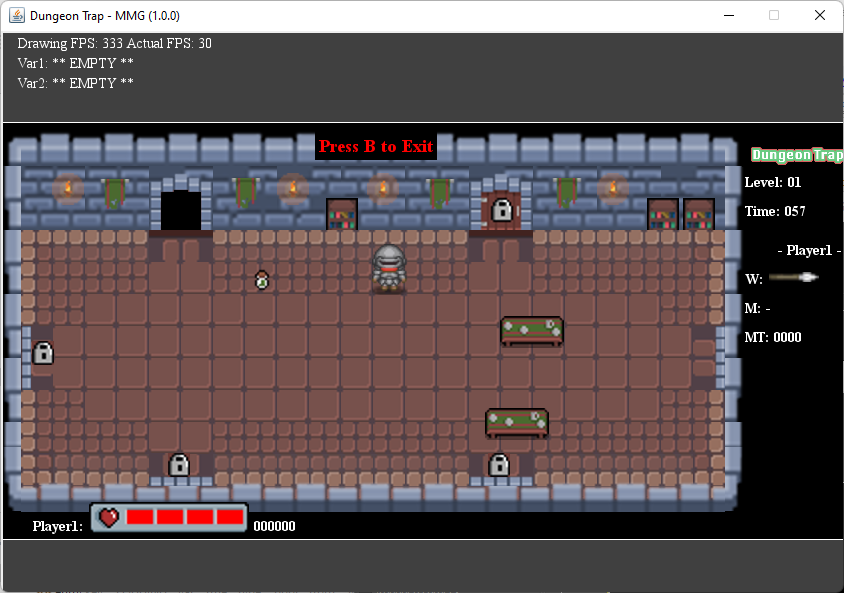 Dungeon Trap - MMG (1.0.0)
Drawing FPS: 333 Actual FPS: 30
Var1: ** EMPTY **
Var2: ** EMPTY **
Press B to Exit
Dungeon Trap
Level: 01
Time: 057
- Player1 -
W:
M: -
MT: 0000
Player1:
000000